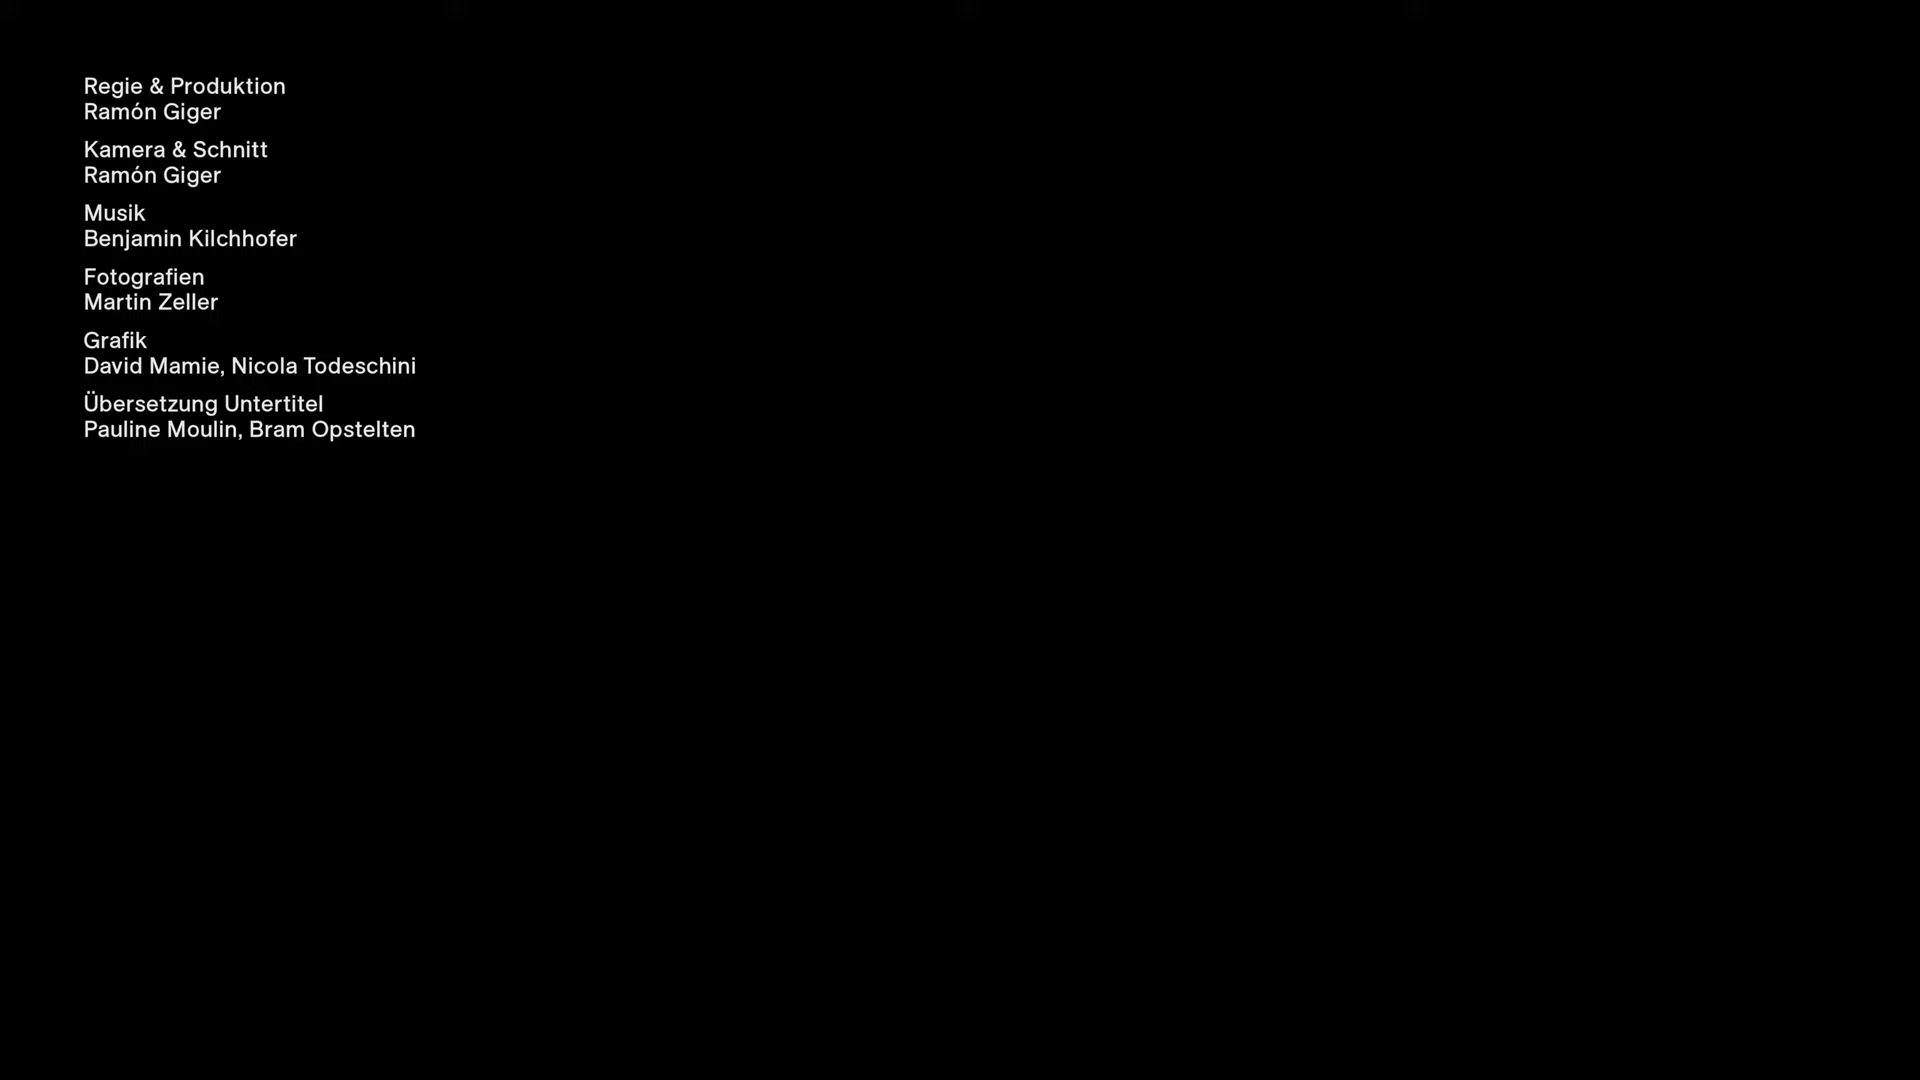 Regie & Produktion
Ramón Giger
Kamera & Schnitt
Ramón Giger
Musik
Benjamin Kilchhofer
Fotografien
Martin Zeller
Grafik
David Mamie, Nicola Todeschini
Übersetzung Untertitel
Pauline Moulin, Bram Opstelten